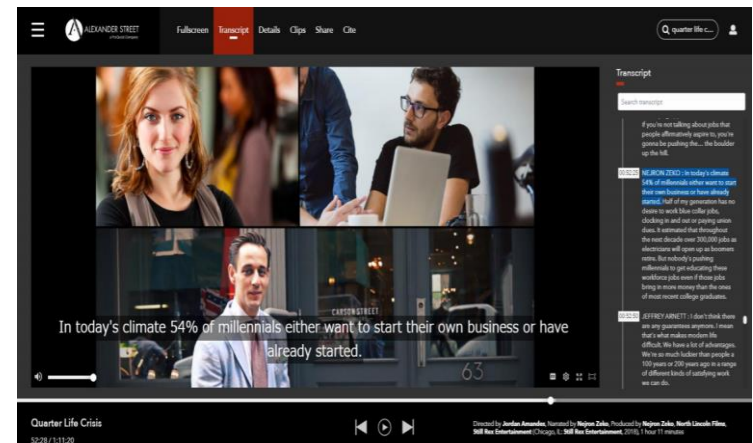 ALEXANDER STREET
a ProQuest Company
Fullscreen Transcript Details Clips Share Cite
quarter life c...
Transcript
Search transcript
if you're not talking about jobs that
people affirmatively aspire to, you're
gonna be pushing the... the boulder
up the hill.
00:52:25 NEJRON ZEKO : In today's climate
54% of millennials either want to start
their own business or have already
started. Half of my generation has no
desire to work blue collar jobs,
clocking in and out or paying union
dues. It estimated that throughout
the next decade over 300,000 jobs as
electricians will open up as boomers
retire. But nobody's pushing
millennials to get educating these
workforce jobs even if those jobs
bring in more money than the ones
of most recent college graduates.
00:52:50 JEFFREY ARNETT : I don't think there
are any guarantees anymore. I mean
that's what makes modern life
difficult. We have a lot of advantages.
We're so much luckier than people a
100 years or 200 years ago in a range
of different kinds of satisfying work
we can do.
CARSON STREET
In today's climate 54% of millennials either want to start their own business or have
already started.
63
Quarter Life Crisis
52:28 / 1:11:20
Directed by Jordan Amandes, Narrated by Nejron Zeko, Produced by Nejron Zeko, North Lincoln Films,
Still Rex Entertainment (Chicago, IL: Still Rex Entertainment, 2018), 1 hour 11 minutes